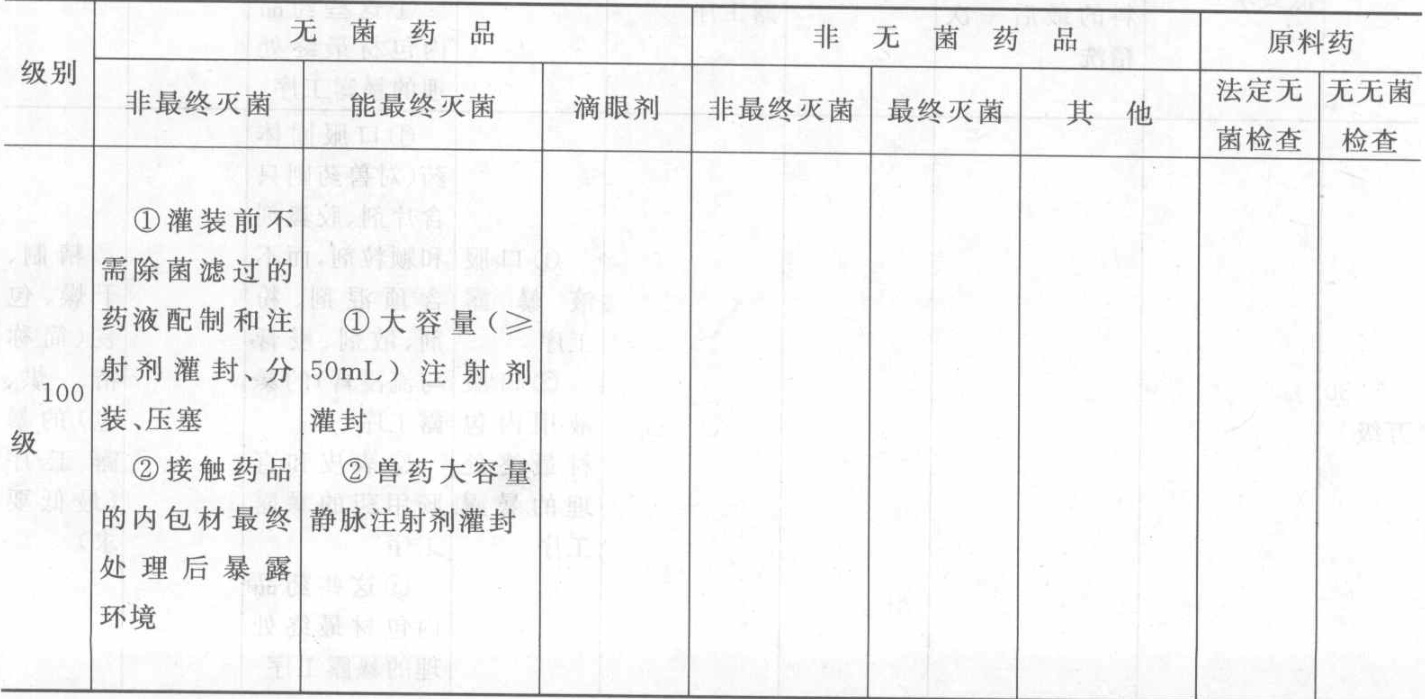 级别 无菌药品 非无菌药品 原料药
非最终灭菌 能最终灭菌 滴眼剂 非最终灭菌 最终灭菌 其他 法定无菌检查 无无菌检查
100级
①灌装前不
需除菌滤过的
药液配制和注
射剂灌封、分
装、压塞
②接触药品
的内包材最终
处理后暴露
环境
①大容量(≥
50mL)注射剂
灌封
②兽药大容量
静脉注射剂灌封